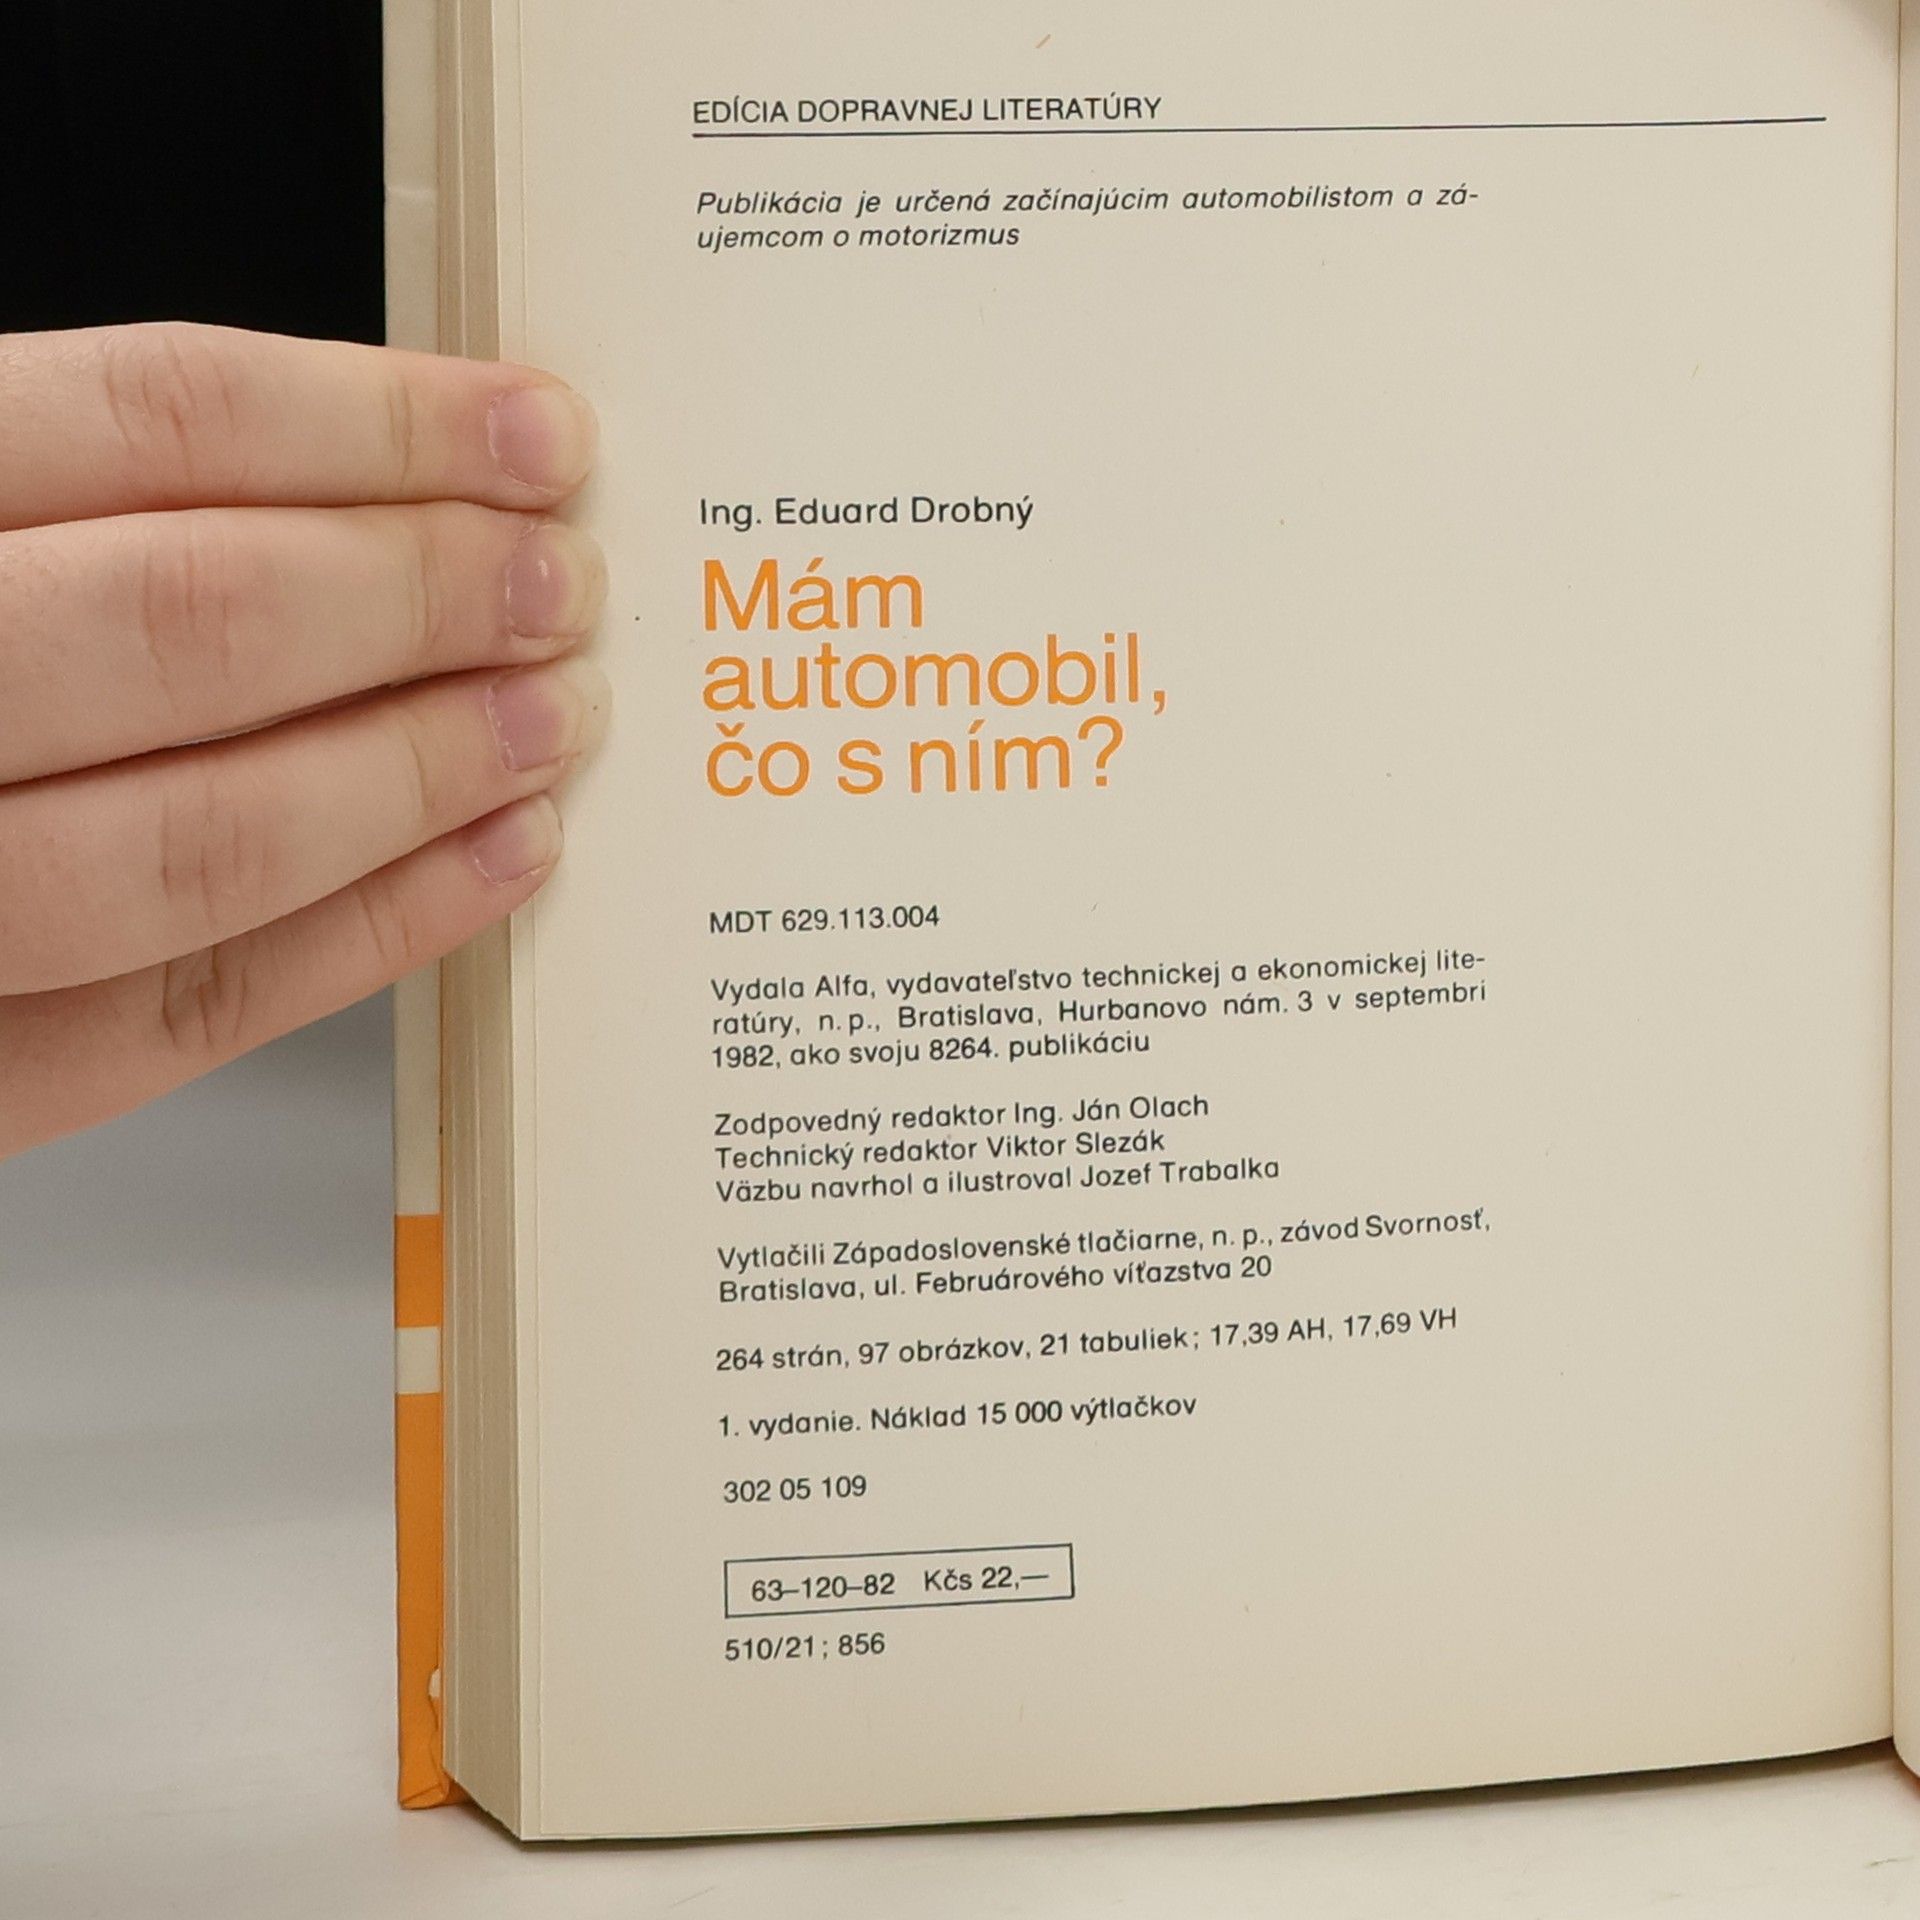 EDÍCIA DOPRAVNEJ LITERATÚRY
Publikácia je určená začínajúcim automobilistom a zá-
ujemcom o motorizmus
Ing. Eduard Drobný
Mám
automobil,
čo s ním?
MDT 629.113.004
Vydala Alfa, vydavateľstvo technickej a ekonomickej lite-
ratúry, n. p., Bratislava, Hurbanovo nám. 3 v septembri
1982, ako svoju 8264. publikáciu
Zodpovedný redaktor Ing. Ján Olach
Technický redaktor Viktor Slezák
Väzbu navrhol a ilustroval Jozef Trabalka
Vytlačili Západoslovenské tlačiarne, n. p., závod Svornosť,
Bratislava, ul. Februárového víťazstva 20
264 strán, 97 obrázkov, 21 tabuliek; 17,39 AH, 17,69 VH
1. vydanie. Náklad 15 000 výtlačkov
302 05 109
63–120–82 Kčs 22,—
510/21; 856